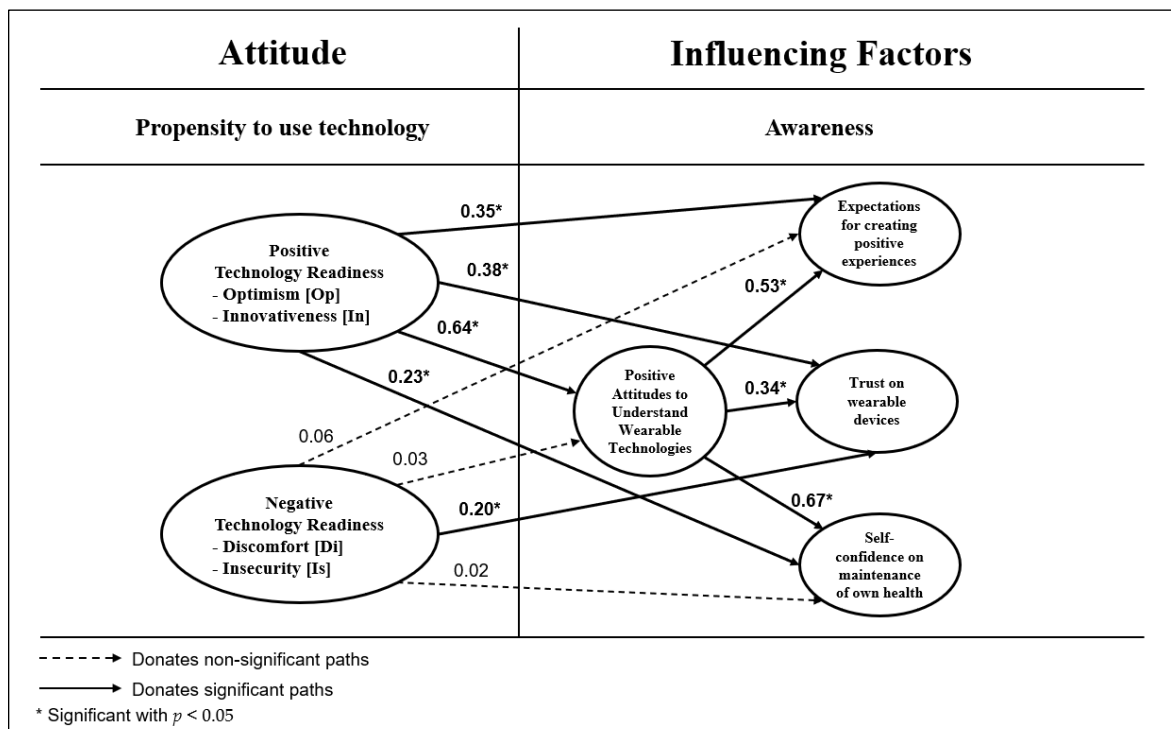 Attitude
Influencing Factors
Propensity to use technology
Awareness
Positive
Technology Readiness
- Optimism [Op]
- Innovativeness [In]
Negative
Technology Readiness
- Discomfort [Di]
- Insecurity [Is]
0.35*
0.38*
0.64*
0.23*
0.06
0.03
0.20*
0.02
Positive
Attitudes to
Understand
Wearable
Technologies
0.53*
0.34*
0.67*
Expectations
for creating
positive
experiences
Trust on
wearable
devices
Self-
confidence on
maintenance
of own health
Donates non-significant paths
Donates significant paths
* Significant with p < 0.05